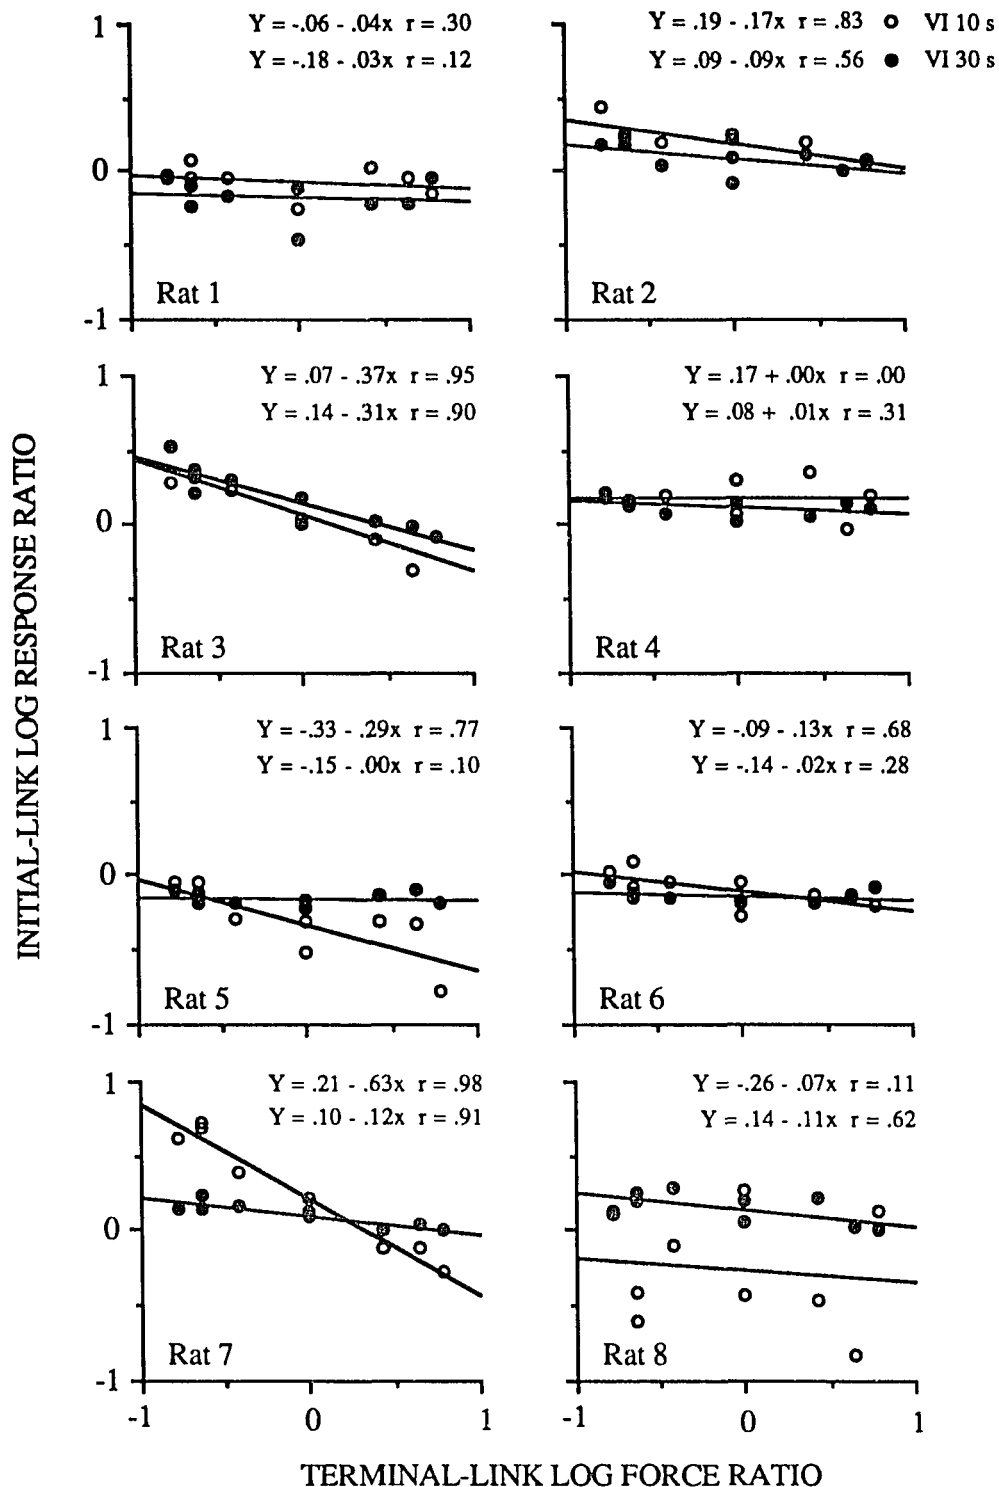 1
Y = -.06 - .04x r = .30
Y = -.18 - .03x r = .12
0
-1
Rat 1
Y = .19 - .17x r = .83
VI 10 s
Y = .09 - .09x r = .56
VI 30 s
Rat 2
1
Y = .07 - .37x r = .95
Y = .14 - .31x r = .90
0
-1
Rat 3
Y = .17 + .00x r = .00
Y = .08 + .01x r = .31
Rat 4
1
Y = -.33 - .29x r = .77
Y = -.15 - .00x r = .10
0
-1
Rat 5
Y = -.09 - .13x r = .68
Y = -.14 - .02x r = .28
Rat 6
1
Y = .21 - .63x r = .98
Y = .10 - .12x r = .91
0
-1
Rat 7
-1 0 1
Y = -.26 - .07x r = .11
Y = .14 - .11x r = .62
Rat 8
-1 0 1
INITIAL-LINK LOG RESPONSE RATIO
TERMINAL-LINK LOG FORCE RATIO